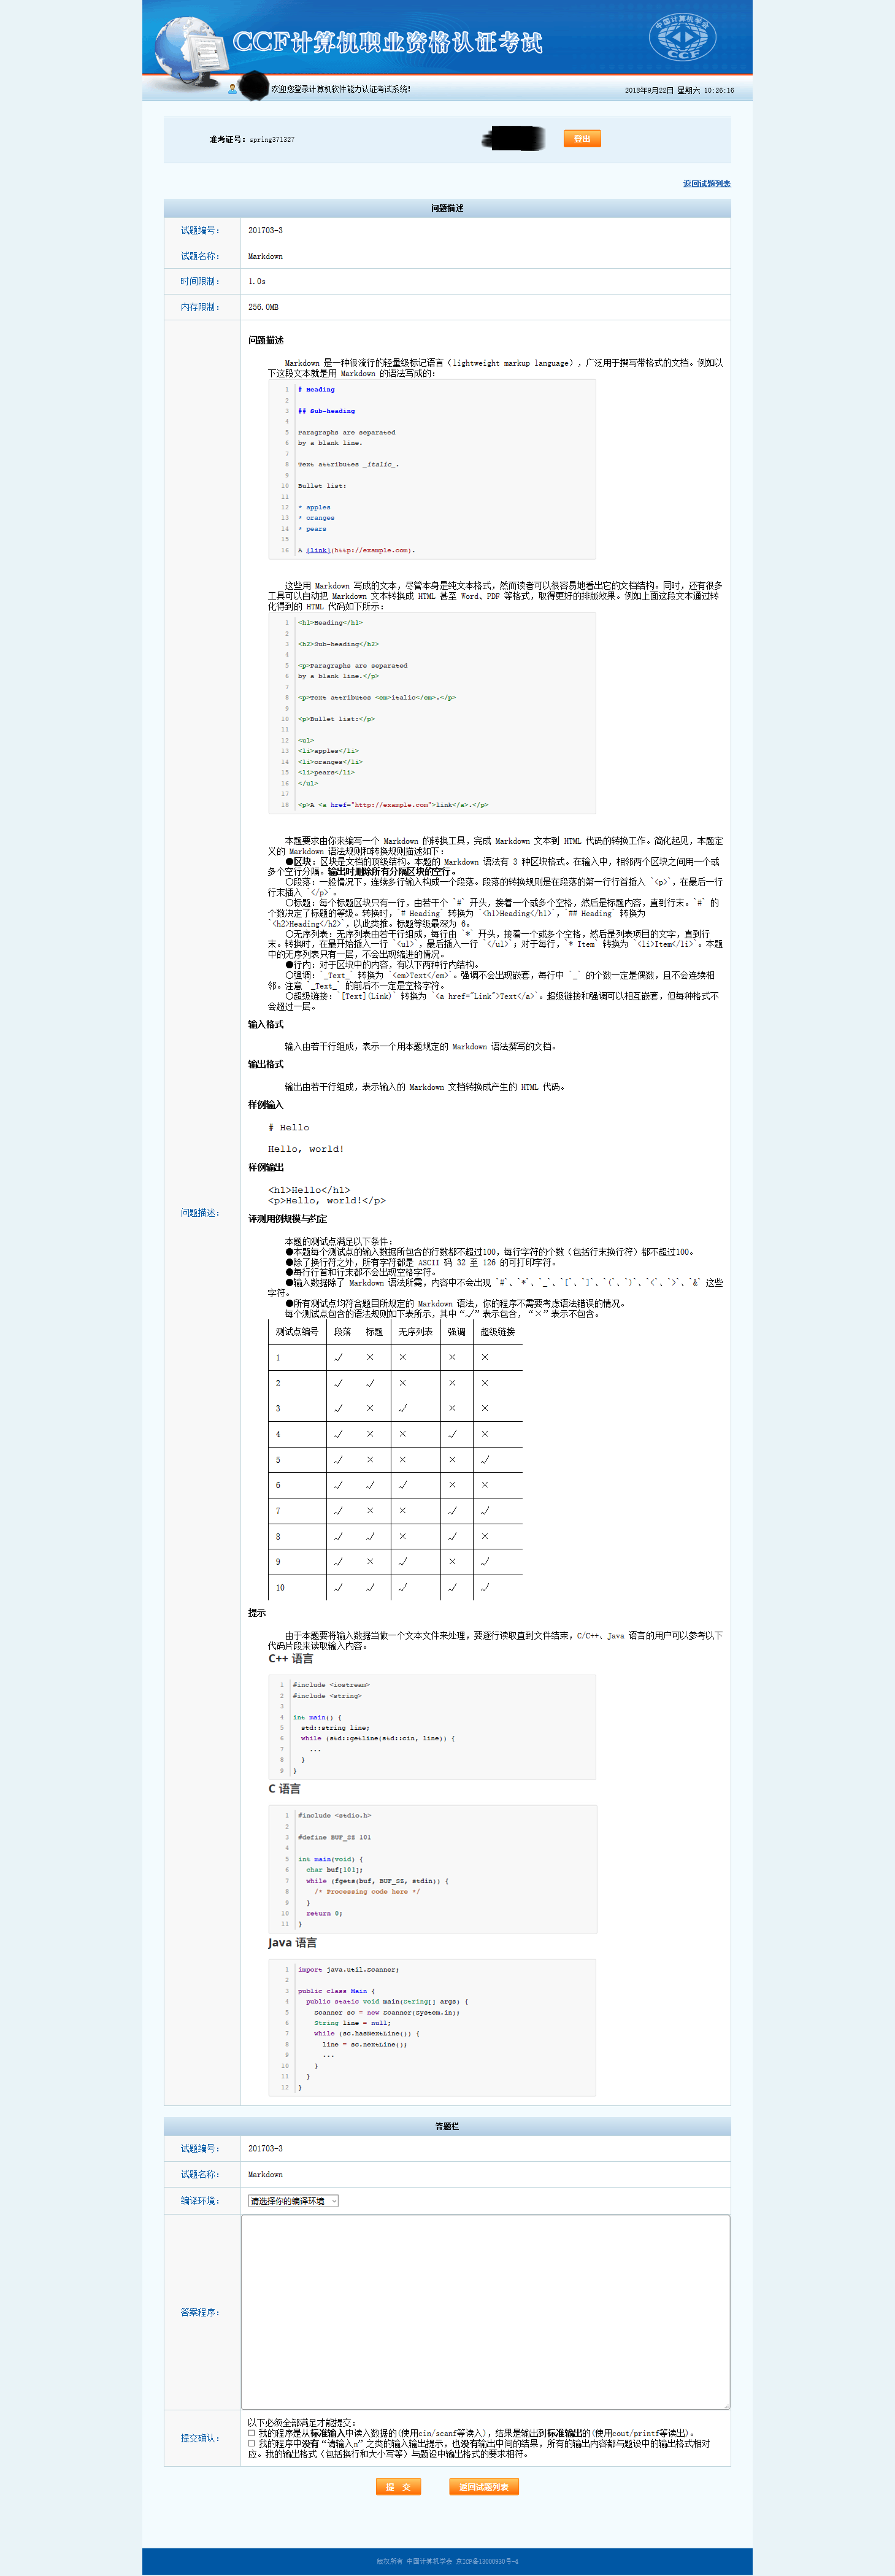 CCF计算机职业资格认证考试
中国计算机学会
CCF
欢迎您登录计算机软件能力认证考试系统!
2018年9月22日 星期六 10:26:16
准考证号: spring371327
登出
返回试题列表
问题描述
试题编号: 201703-3
试题名称: Markdown
时间限制: 1.0s
内存限制: 256.0MB
问题描述:
问题描述
Markdown 是一种很流行的轻量级标记语言（lightweight markup language），广泛用于撰写带格式的文档。例如以
下这段文本就是用 Markdown 的语法写成的:
1 # Heading
2
3 ## Sub-heading
4
5 Paragraphs are separated
6 by a blank line.
7
8 Text attributes _italic_.
9
10 Bullet list:
11
12 * apples
13 * oranges
14 * pears
15
16 A [link](http://example.com).
这些用 Markdown 写成的文本，尽管本身是纯文本格式，然而读者可以很容易地看出它的文档结构。同时，还有很多
工具可以自动把 Markdown 文本转换成 HTML 甚至 Word、PDF 等格式，取得更好的排版效果。例如上面这段文本通过转
化得到的 HTML 代码如下所示:
1 <h1>Heading</h1>
2
3 <h2>Sub-heading</h2>
4
5 <p>Paragraphs are separated
6 by a blank line.</p>
7
8 <p>Text attributes <em>italic</em>.</p>
9
10 <p>Bullet list:</p>
11
12 <ul>
13 <li>apples</li>
14 <li>oranges</li>
15 <li>pears</li>
16 </ul>
17
18 <p>A <a href="http://example.com">link</a>.</p>
本题要求由你来编写一个 Markdown 的转换工具，完成 Markdown 文本到 HTML 代码的转换工作。简化起见，本题定
义的 Markdown 语法规则和转换规则描述如下:
●区块: 区块是文档的顶级结构。本题的 Markdown 语法有 3 种区块格式。在输入中，相邻两个区块之间用一个或
多个空行分隔。输出时删除所有分隔区块的空行。
○段落: 一般情况下，连续多行输入构成一个段落。段落的转换规则是在段落的第一行行首插入 `<p>`，在最后一行
行末插入 `</p>`。
○标题: 每个标题区块只有一行，由若干个 `#` 开头，接着一个或多个空格，然后是标题内容，直到行末。`#` 的
个数决定了标题的等级。转换时，`# Heading` 转换为 `<h1>Heading</h1>`，`## Heading` 转换为
`<h2>Heading</h2>`，以此类推。标题等级最深为 6。
○无序列表: 无序列表由若干行组成，每行由 `*` 开头，接着一个或多个空格，然后是列表项目的文字，直到行
末。转换时，在最开始插入一行 `<ul>`，最后插入一行 `</ul>`；对于每行，`* Item` 转换为 `<li>Item</li>`。本题
中的无序列表只有一层，不会出现缩进的情况。
●行内: 对于区块中的内容，有以下两种行内结构。
○强调: `_Text_` 转换为 `<em>Text</em>`。强调不会出现嵌套，每行中 `_` 的个数一定是偶数，且不会连续相
邻。注意 `_Text_` 的前后不一定是空格字符。
○超级链接: `[Text](Link)` 转换为 `<a href="Link">Text</a>`。超级链接和强调可以相互嵌套，但每种格式不
会超过一层。
输入格式
输入由若干行组成，表示一个用本题规定的 Markdown 语法撰写的文档。
输出格式
输出由若干行组成，表示输入的 Markdown 文档转换成产生的 HTML 代码。
样例输入
# Hello
Hello, world!
样例输出
<h1>Hello</h1>
<p>Hello, world!</p>
评测用例规模与约定
本题的测试点满足以下条件:
●本题每个测试点的输入数据所包含的行数都不超过100，每行字符的个数（包括行末换行符）都不超过100。
●除了换行符之外，所有字符都是 ASCII 码 32 至 126 的可打印字符。
●每行行首和行末都不会出现空格字符。
●输入数据除了 Markdown 语法所需，内容中不会出现 `#`、`*`、`_`、`[`、`]`、`(`、`)`、`<`、`>`、`&` 这些
字符。
●所有测试点均符合题目所规定的 Markdown 语法，你的程序不需要考虑语法错误的情况。
每个测试点包含的语法规则如下表所示，其中“√”表示包含，“×”表示不包含。
测试点编号 段落 标题 无序列表 强调 超级链接
1 √ × × × ×
2 √ √ × × ×
3 √ × √ × ×
4 √ × × √ ×
5 √ × × × √
6 √ √ √ × ×
7 √ × × √ √
8 √ √ × √ ×
9 √ × √ × √
10 √ √ √ √ √
提示
由于本题要将输入数据当做一个文本文件来处理，要逐行读取直到文件结束，C/C++、Java 语言的用户可以参考以下
代码片段来读取输入内容。
C++ 语言
1 #include <iostream>
2 #include <string>
3
4 int main() {
5 std::string line;
6 while (std::getline(std::cin, line)) {
7 ...
8 }
9 }
C 语言
1 #include <stdio.h>
2
3 #define BUF_SZ 101
4
5 int main(void) {
6 char buf[101];
7 while (fgets(buf, BUF_SZ, stdin)) {
8 /* Processing code here */
9 }
10 return 0;
11 }
Java 语言
1 import java.util.Scanner;
2
3 public class Main {
4 public static void main(String[] args) {
5 Scanner sc = new Scanner(System.in);
6 String line = null;
7 while (sc.hasNextLine()) {
8 line = sc.nextLine();
9 ...
10 }
11 }
12 }
答题栏
试题编号: 201703-3
试题名称: Markdown
编译环境: 请选择你的编译环境
答案程序:
提交确认:
以下必须全部满足才能提交:
□ 我的程序是从标准输入中读入数据的(使用cin/scanf等读入)，结果是输出到标准输出的(使用cout/printf等读出)。
□ 我的程序中没有“请输入n”之类的输入输出提示，也没有输出中间的结果，所有的输出内容都与题设中的输出格式相对
应。我的输出格式（包括换行和大小写等）与题设中输出格式的要求相符。
提 交
返回试题列表
版权所有 中国计算机学会 京ICP备13000930号-4